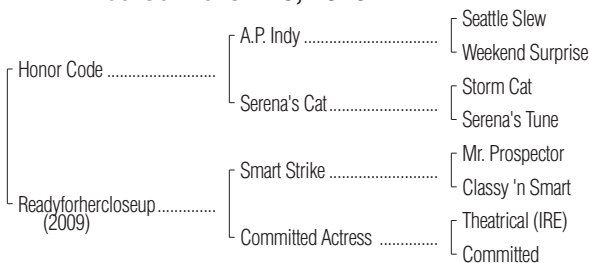 Seattle Slew
A.P. Indy ..................................
Weekend Surprise
Honor Code ...........................
Storm Cat
Serena's Cat...........................
Serena's Tune
Mr. Prospector
Smart Strike ...........................
Classy 'n Smart
Readyforhercloseup..............
(2009)
Theatrical (IRE)
Committed Actress ..............
Committed